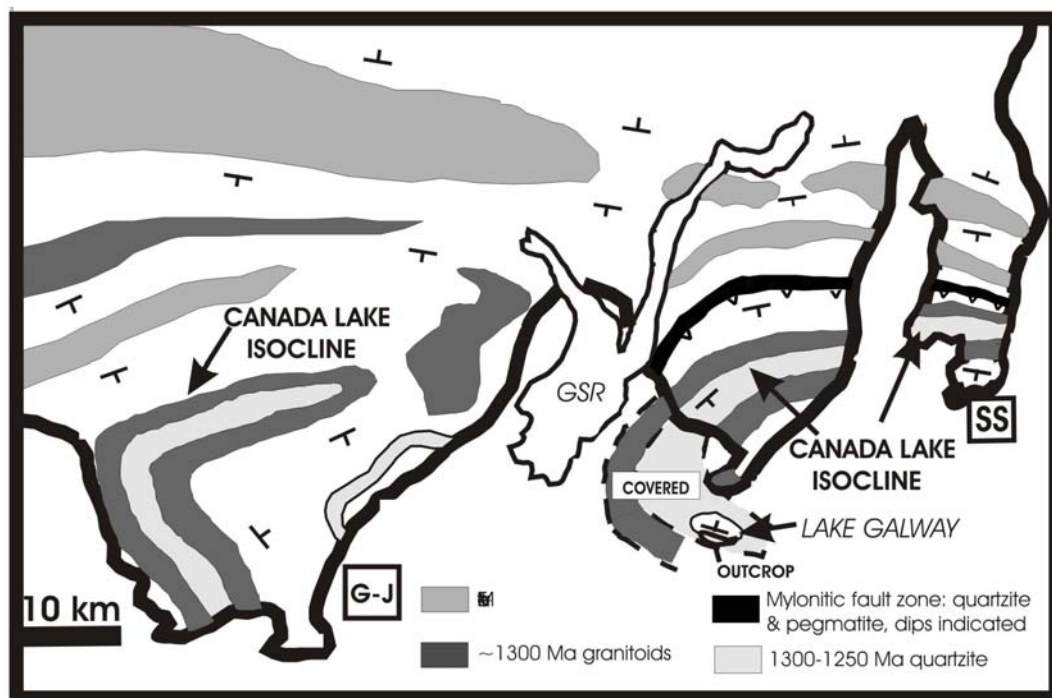 CANADA LAKE
ISOCLINE
GSR
SS
COVERED
CANADA LAKE
ISOCLINE
LAKE GALWAY
OUTCROP
G-J
10 km
Mylonitic fault zone: quartzite
& pegmatite, dips indicated
~1300 Ma granitoids
1300-1250 Ma quartzite